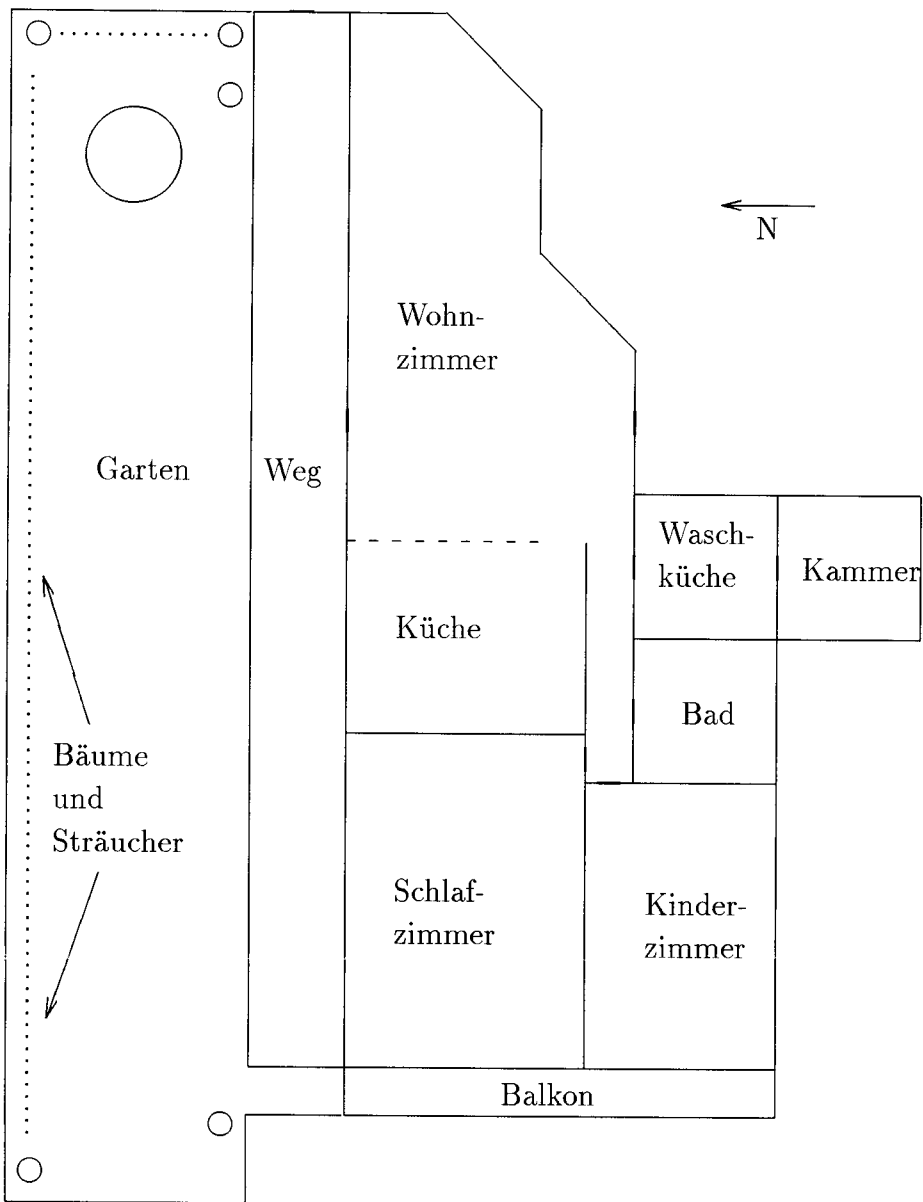 N
Wohn-
zimmer
Garten
Weg
Wasch-
küche
Kammer
Küche
Bad
Bäume
und
Sträucher
Schlaf-
zimmer
Kinder-
zimmer
Balkon